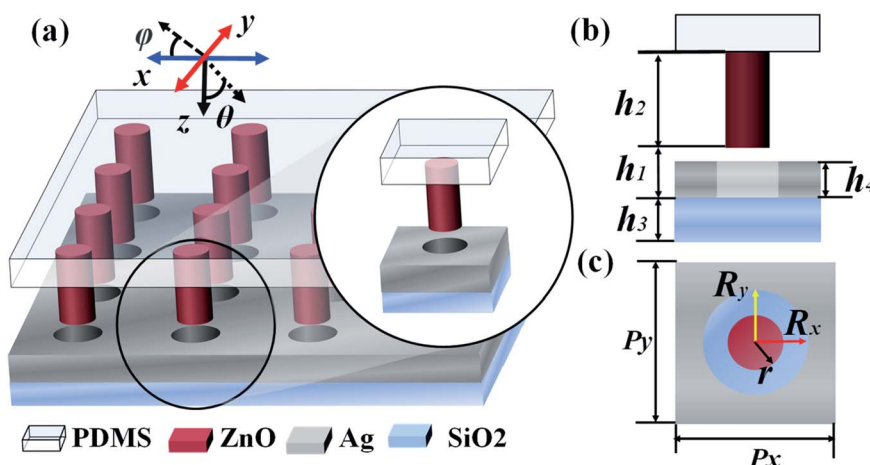 (a)
φ
y
x
z
θ
PDMS
ZnO
Ag
SiO2
(b)
h2
h1
h4
h3
(c)
Ry
Rx
r
Py
Px